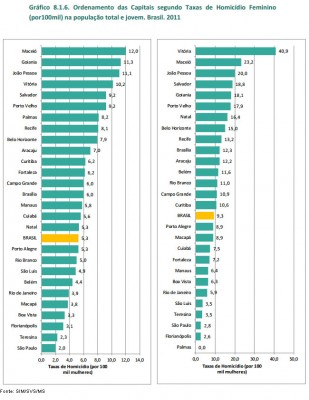 Gráfico 8.1.6. Ordenamento das Capitais segundo Taxas de Homicídio Feminino
(por100mil) na população total e jovem. Brasil. 2011
Maceió 12,0
Goiania 11,3
João Pessoa 11,1
Vitória 10,2
Salvador 9,2
Porto Velho 9,2
Palmas 8,2
Recife 8,1
Belo Horizonte 7,9
Aracaju 7,0
Curitiba 6,2
Fortaleza 6,2
Campo Grande 6,0
Brasília 6,0
Manaus 5,8
Cuiabá 5,6
Natal 5,3
BRASIL 5,3
Porto Alegre 5,3
Rio Branco 5,0
São Luis 4,9
Belém 4,4
Rio de Janeiro 3,9
Macapá 3,8
Boa Vista 3,3
Florianópolis 3,1
Teresina 2,3
São Paulo 2,0
0,0 2,0 4,0 6,0 8,0 10,0 12,0 14,0
Taxas de Homicídio (por 100
mil mulheres)
Vitória 40,9
Maceió 23,2
João Pessoa 20,0
Salvador 18,8
Goiania 18,1
Porto Velho 17,9
Natal 16,4
Belo Horizonte 15,0
Recife 13,2
Brasília 12,3
Aracaju 12,2
Belém 11,6
Rio Branco 11,0
Campo Grande 10,9
Curitiba 10,6
BRASIL 9,3
Porto Alegre 8,9
Macapá 8,9
Cuiabá 7,5
Fortaleza 7,2
Manaus 6,4
Boa Vista 6,3
Rio de Janeiro 5,9
São Luis 3,5
Teresina 3,5
São Paulo 2,8
Florianópolis 2,6
Palmas 0,0
0,0 10,0 20,0 30,0 40,0 50,0
Taxas de Homicídio (por 100
mil mulheres)
Fonte: SIM/SVS/MS